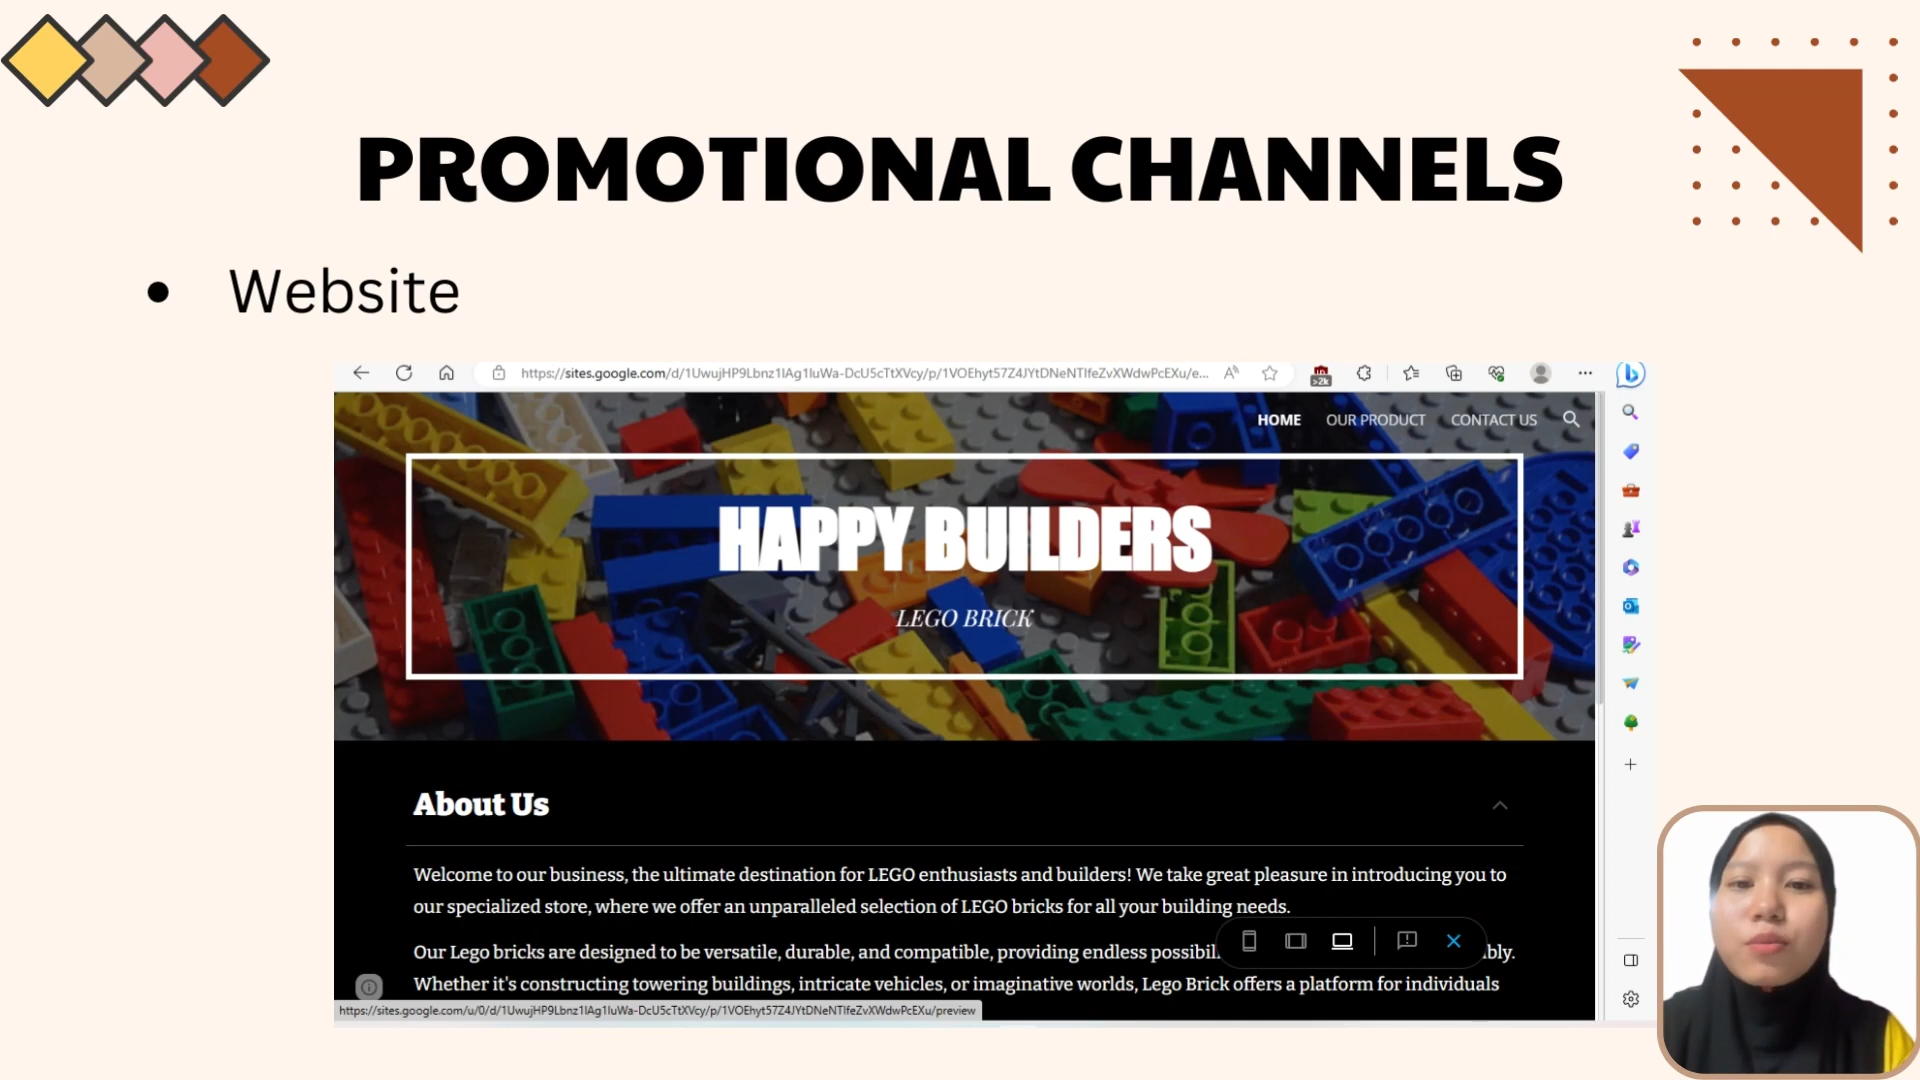 PROMOTIONAL CHANNELS
• Website
https://sites.google.com/d/1UwujHP9Lbnz1lAg1luWa-DcU5cTtXVcy/p/1VOEhyt57Z4JYtDNeNTlfeZvXWdwPcEXu/e...
>2k
HOME OUR PRODUCT CONTACT US
HAPPY BUILDERS
LEGO BRICK
About Us
Welcome to our business, the ultimate destination for LEGO enthusiasts and builders! We take great pleasure in introducing you to
our specialized store, where we offer an unparalleled selection of LEGO bricks for all your building needs.
Our Lego bricks are designed to be versatile, durable, and compatible, providing endless possibil bly.
Whether it's constructing towering buildings, intricate vehicles, or imaginative worlds, Lego Brick offers a platform for individuals
https://sites.google.com/u/0/d/1UwujHP9Lbnz1lAg1luWa-DcU5cTtXVcy/p/1VOEhyt57Z4JYtDNeNTlfeZvXWdwPcEXu/preview